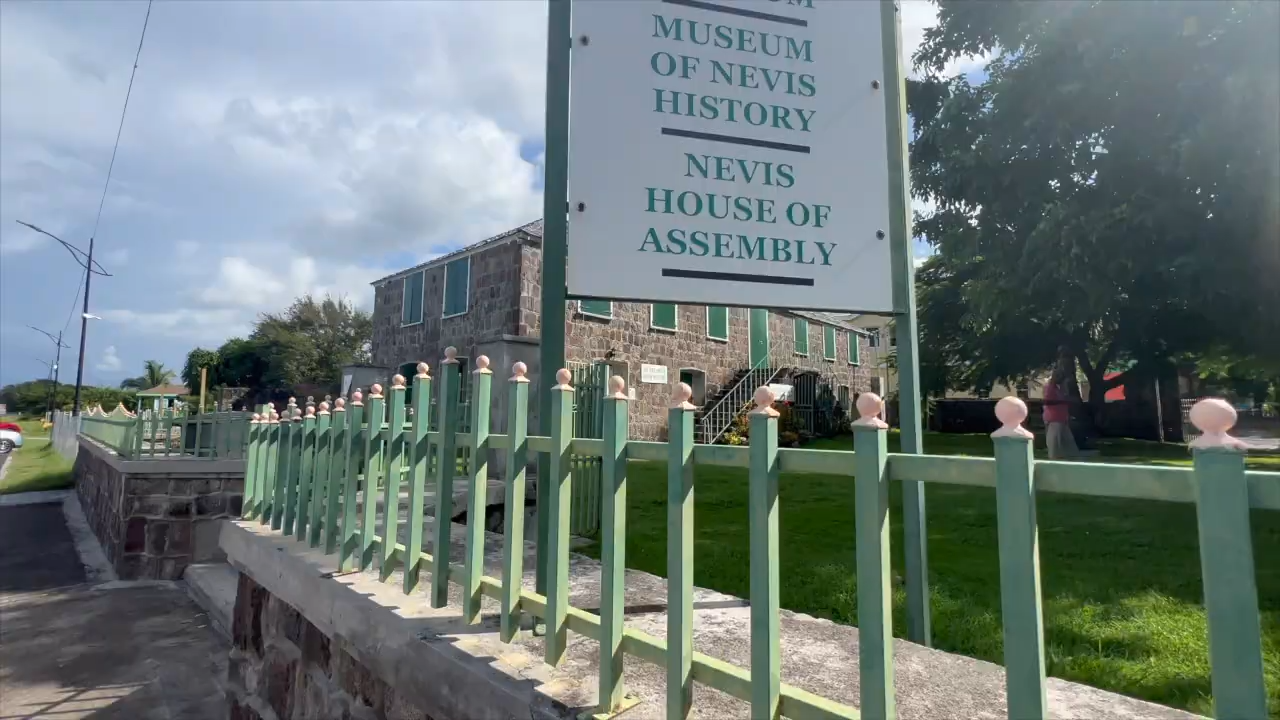 MUSEUM
OF NEVIS
HISTORY
NEVIS
HOUSE OF
ASSEMBLY